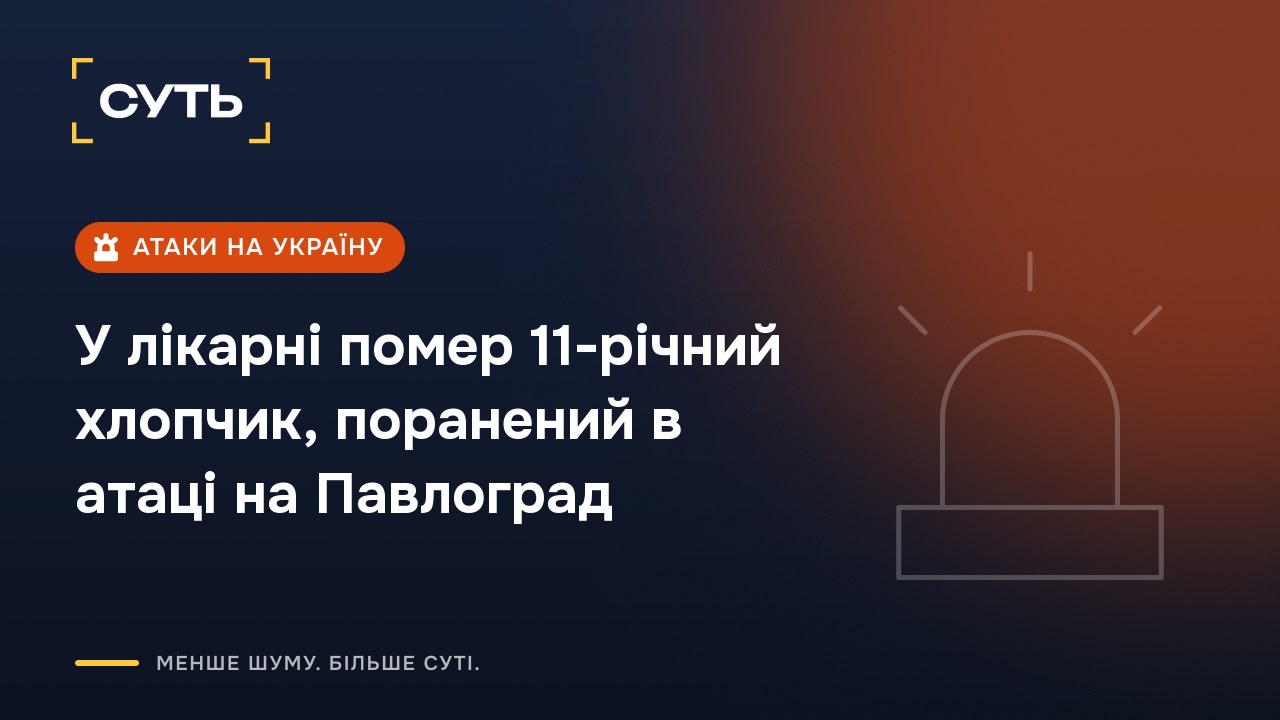 СУТЬ
АТАКИ НА УКРАЇНУ
У лікарні помер 11-річний
хлопчик, поранений в
атаці на Павлоград
МЕНШЕ ШУМУ. БІЛЬШЕ СУТІ.